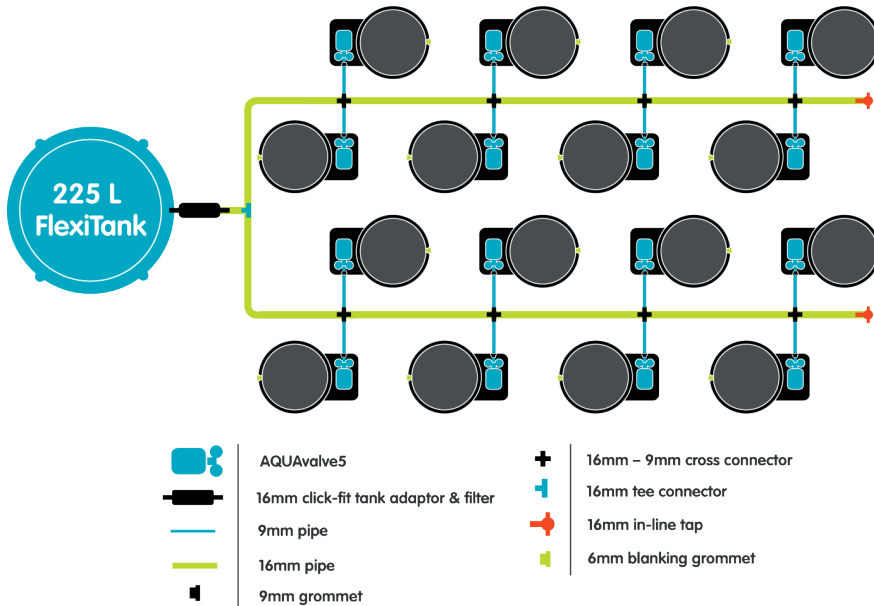 225 L
FlexiTank
AQUAvalve5
16mm click-fit tank adaptor & filter
9mm pipe
16mm pipe
9mm grommet
16mm – 9mm cross connector
16mm tee connector
16mm in-line tap
6mm blanking grommet